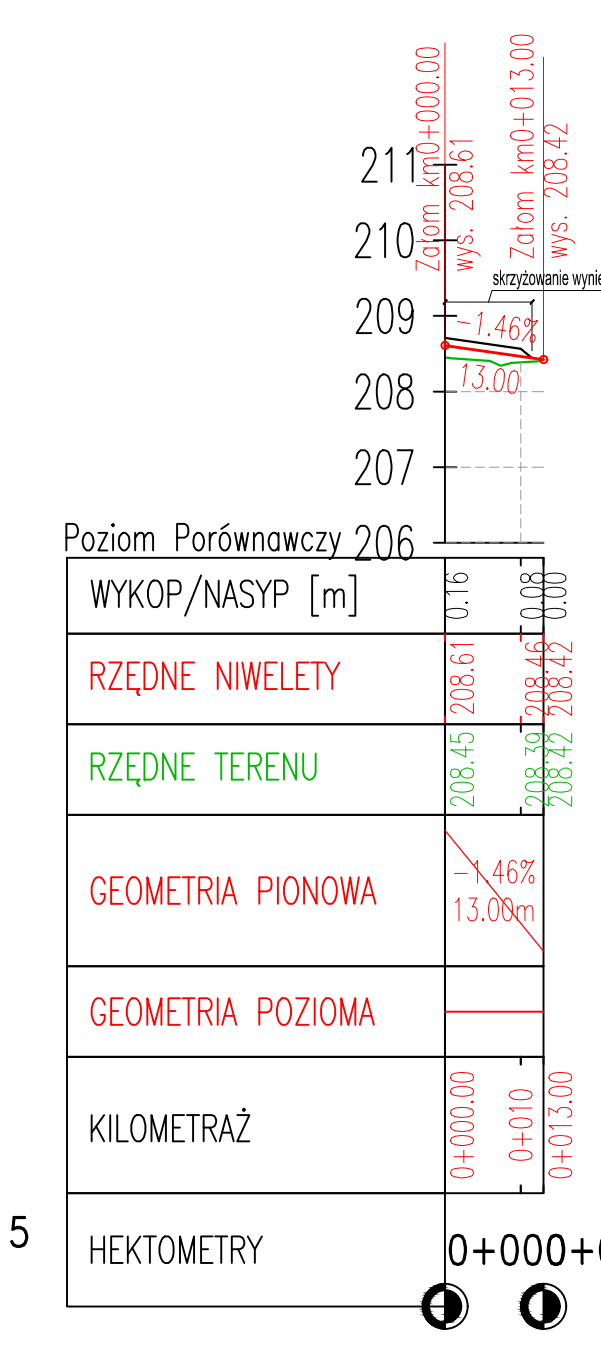 Załom km0+000.00
wys. 208.61
Załom km0+013.00
wys. 208.42
211
210
209
208
207
206
skrzyżowanie
-1.46%
13.00
Poziom Porównawczy
WYKOP/NASYP [m]
0.16
0.08
0.00
RZĘDNE NIWELETY
208.61
208.46
208.42
RZĘDNE TERENU
208.45
208.39
208.42
GEOMETRIA PIONOWA
-1.46%
13.00m
GEOMETRIA POZIOMA
KILOMETRAŻ
0+000.00
0+010
0+013.00
5
HEKTOMETRY
0+000+